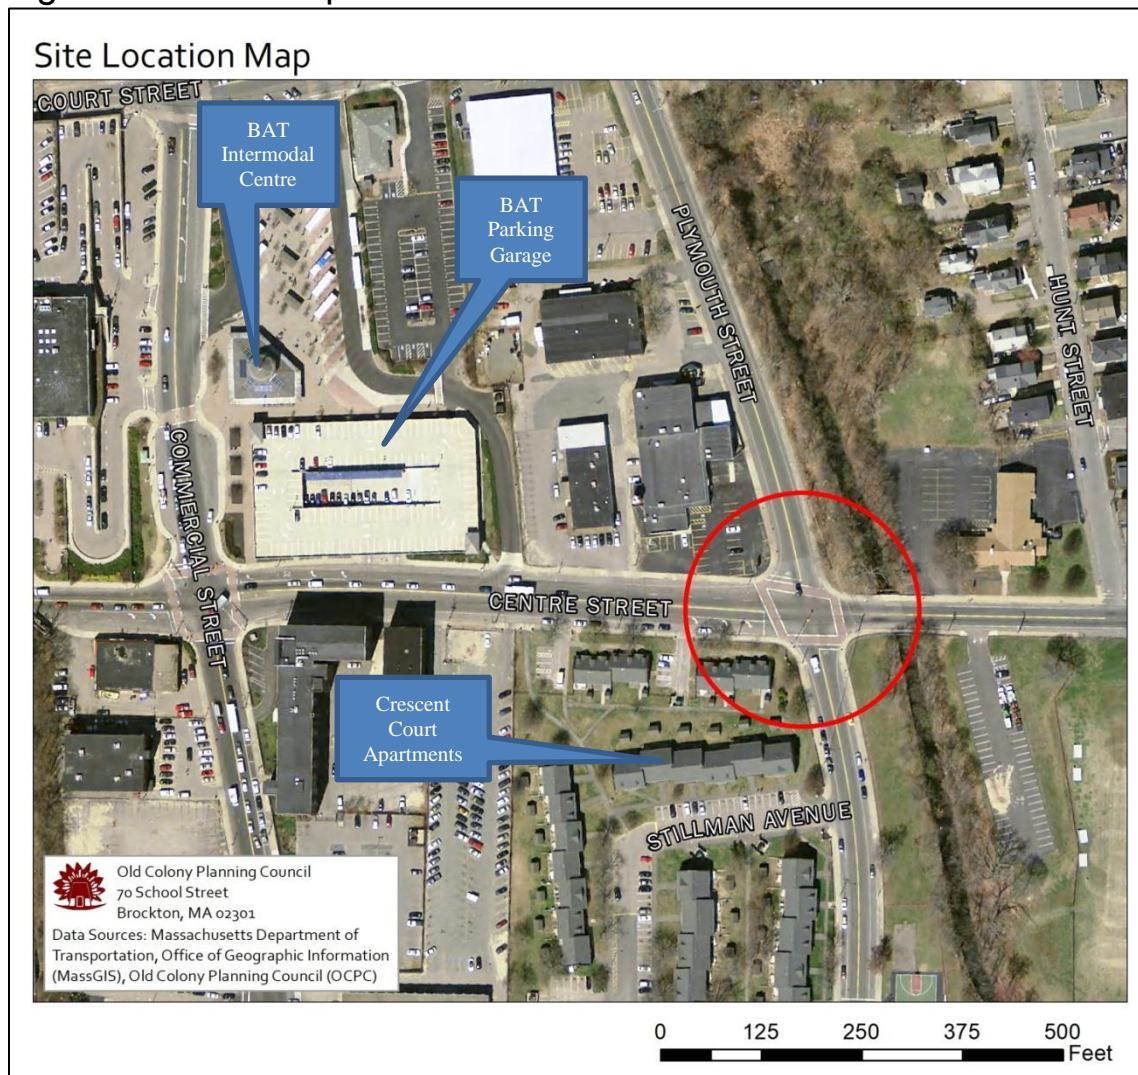 Site Location Map
COURT STREET
BAT
Intermodal
Centre
BAT
Parking
Garage
PLYMOUTH STREET
HUNT STREET
COMMERCIAL STREET
CENTRE STREET
Crescent
Court
Apartments
STILLMAN AVENUE
Old Colony Planning Council
70 School Street
Brockton, MA 02301
Data Sources: Massachusetts Department of
Transportation, Office of Geographic Information
(MassGIS), Old Colony Planning Council (OCPC)
0 125 250 375 500
Feet